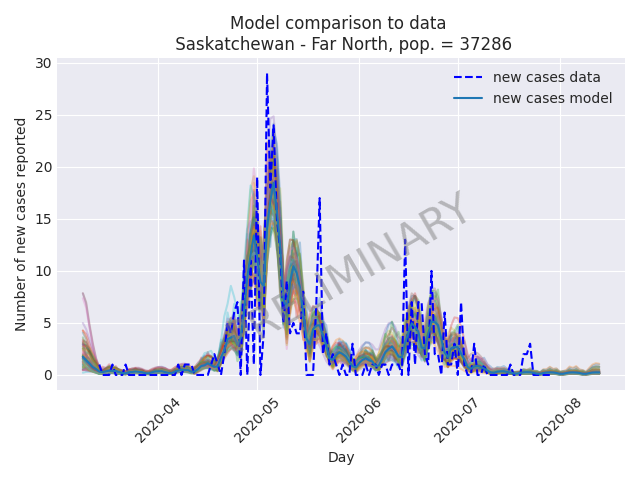 Model comparison to data
Saskatchewan - Far North, pop. = 37286
Number of new cases reported
30
25
20
15
10
5
0
new cases data
new cases model
PRELIMINARY
2020-04
2020-05
2020-06
2020-07
2020-08
Day